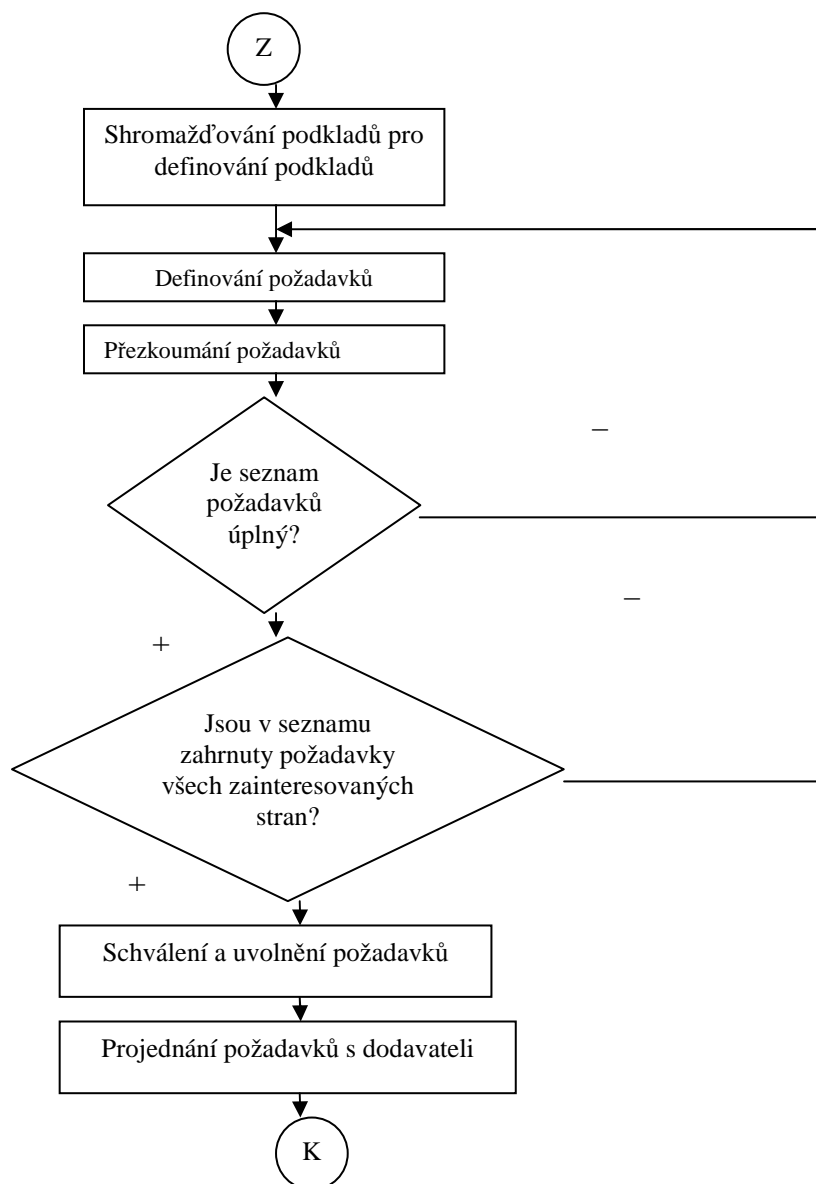 Z
Shromažďování podkladů pro
definování podkladů
Definování požadavků
Přezkoumání požadavků
–
Je seznam
požadavků
úplný?
–
+
Jsou v seznamu
zahrnuty požadavky
všech zainteresovaných
stran?
+
Schválení a uvolnění požadavků
Projednání požadavků s dodavateli
K